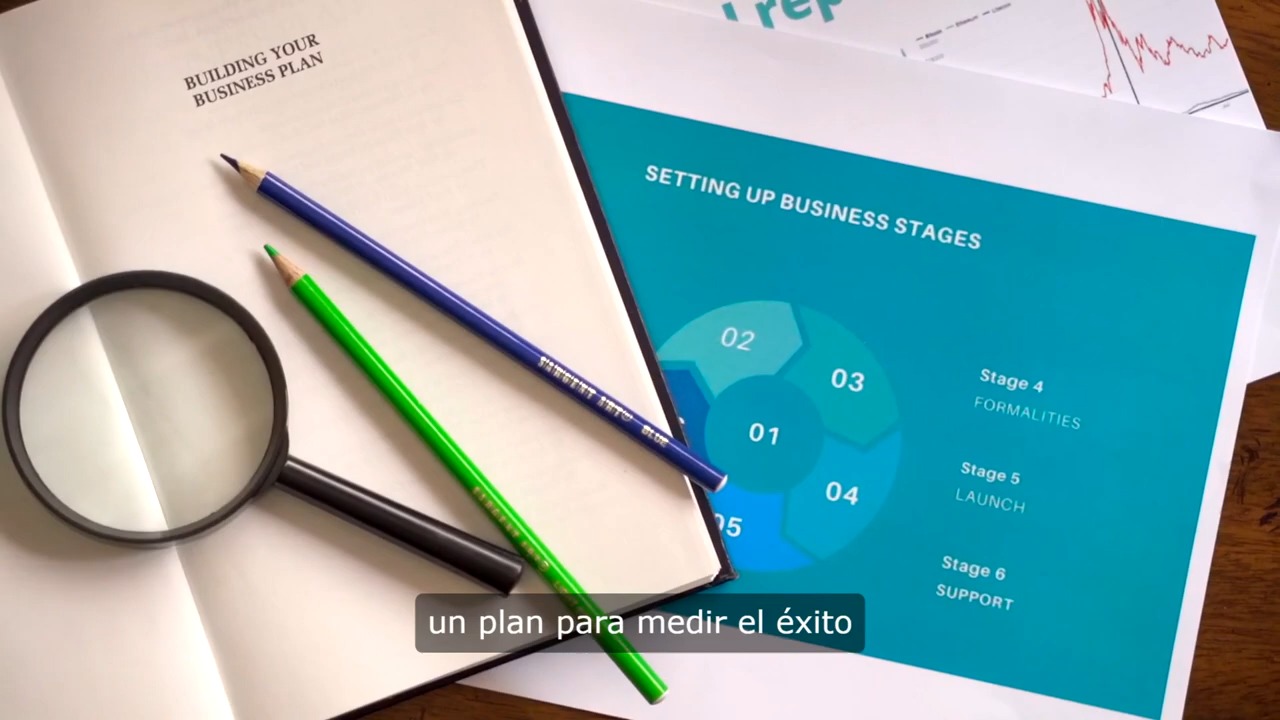 BUILDING YOUR
BUSINESS PLAN
SETTING UP BUSINESS STAGES
02
03
01
04
05
Stage 4
FORMALITIES
Stage 5
LAUNCH
Stage 6
SUPPORT
BLUE
un plan para medir el éxito